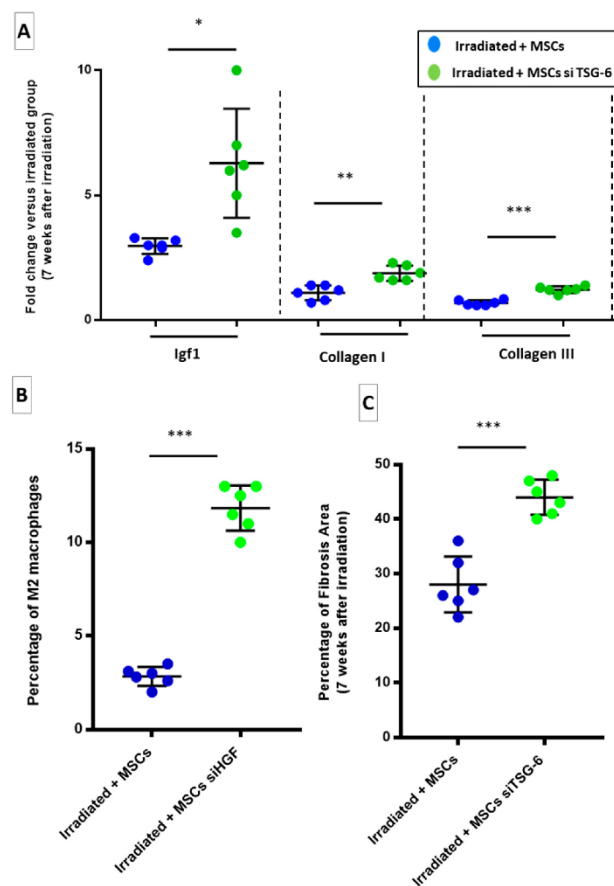 A
Irradiated + MSCs
Irradiated + MSCs si TSG-6
Fold change versus irradiated group
(7 weeks after irradiation)
10
5
0
*
**
***
Igf1
Collagen I
Collagen III
B
Percentage of M2 macrophages
15
10
5
0
***
Irradiated + MSCs
Irradiated + MSCs siHGF
C
Percentage of Fibrosis Area
(7 weeks after irradiation)
50
40
30
20
10
0
***
Irradiated + MSCs
Irradiated + MSCs siTSG-6